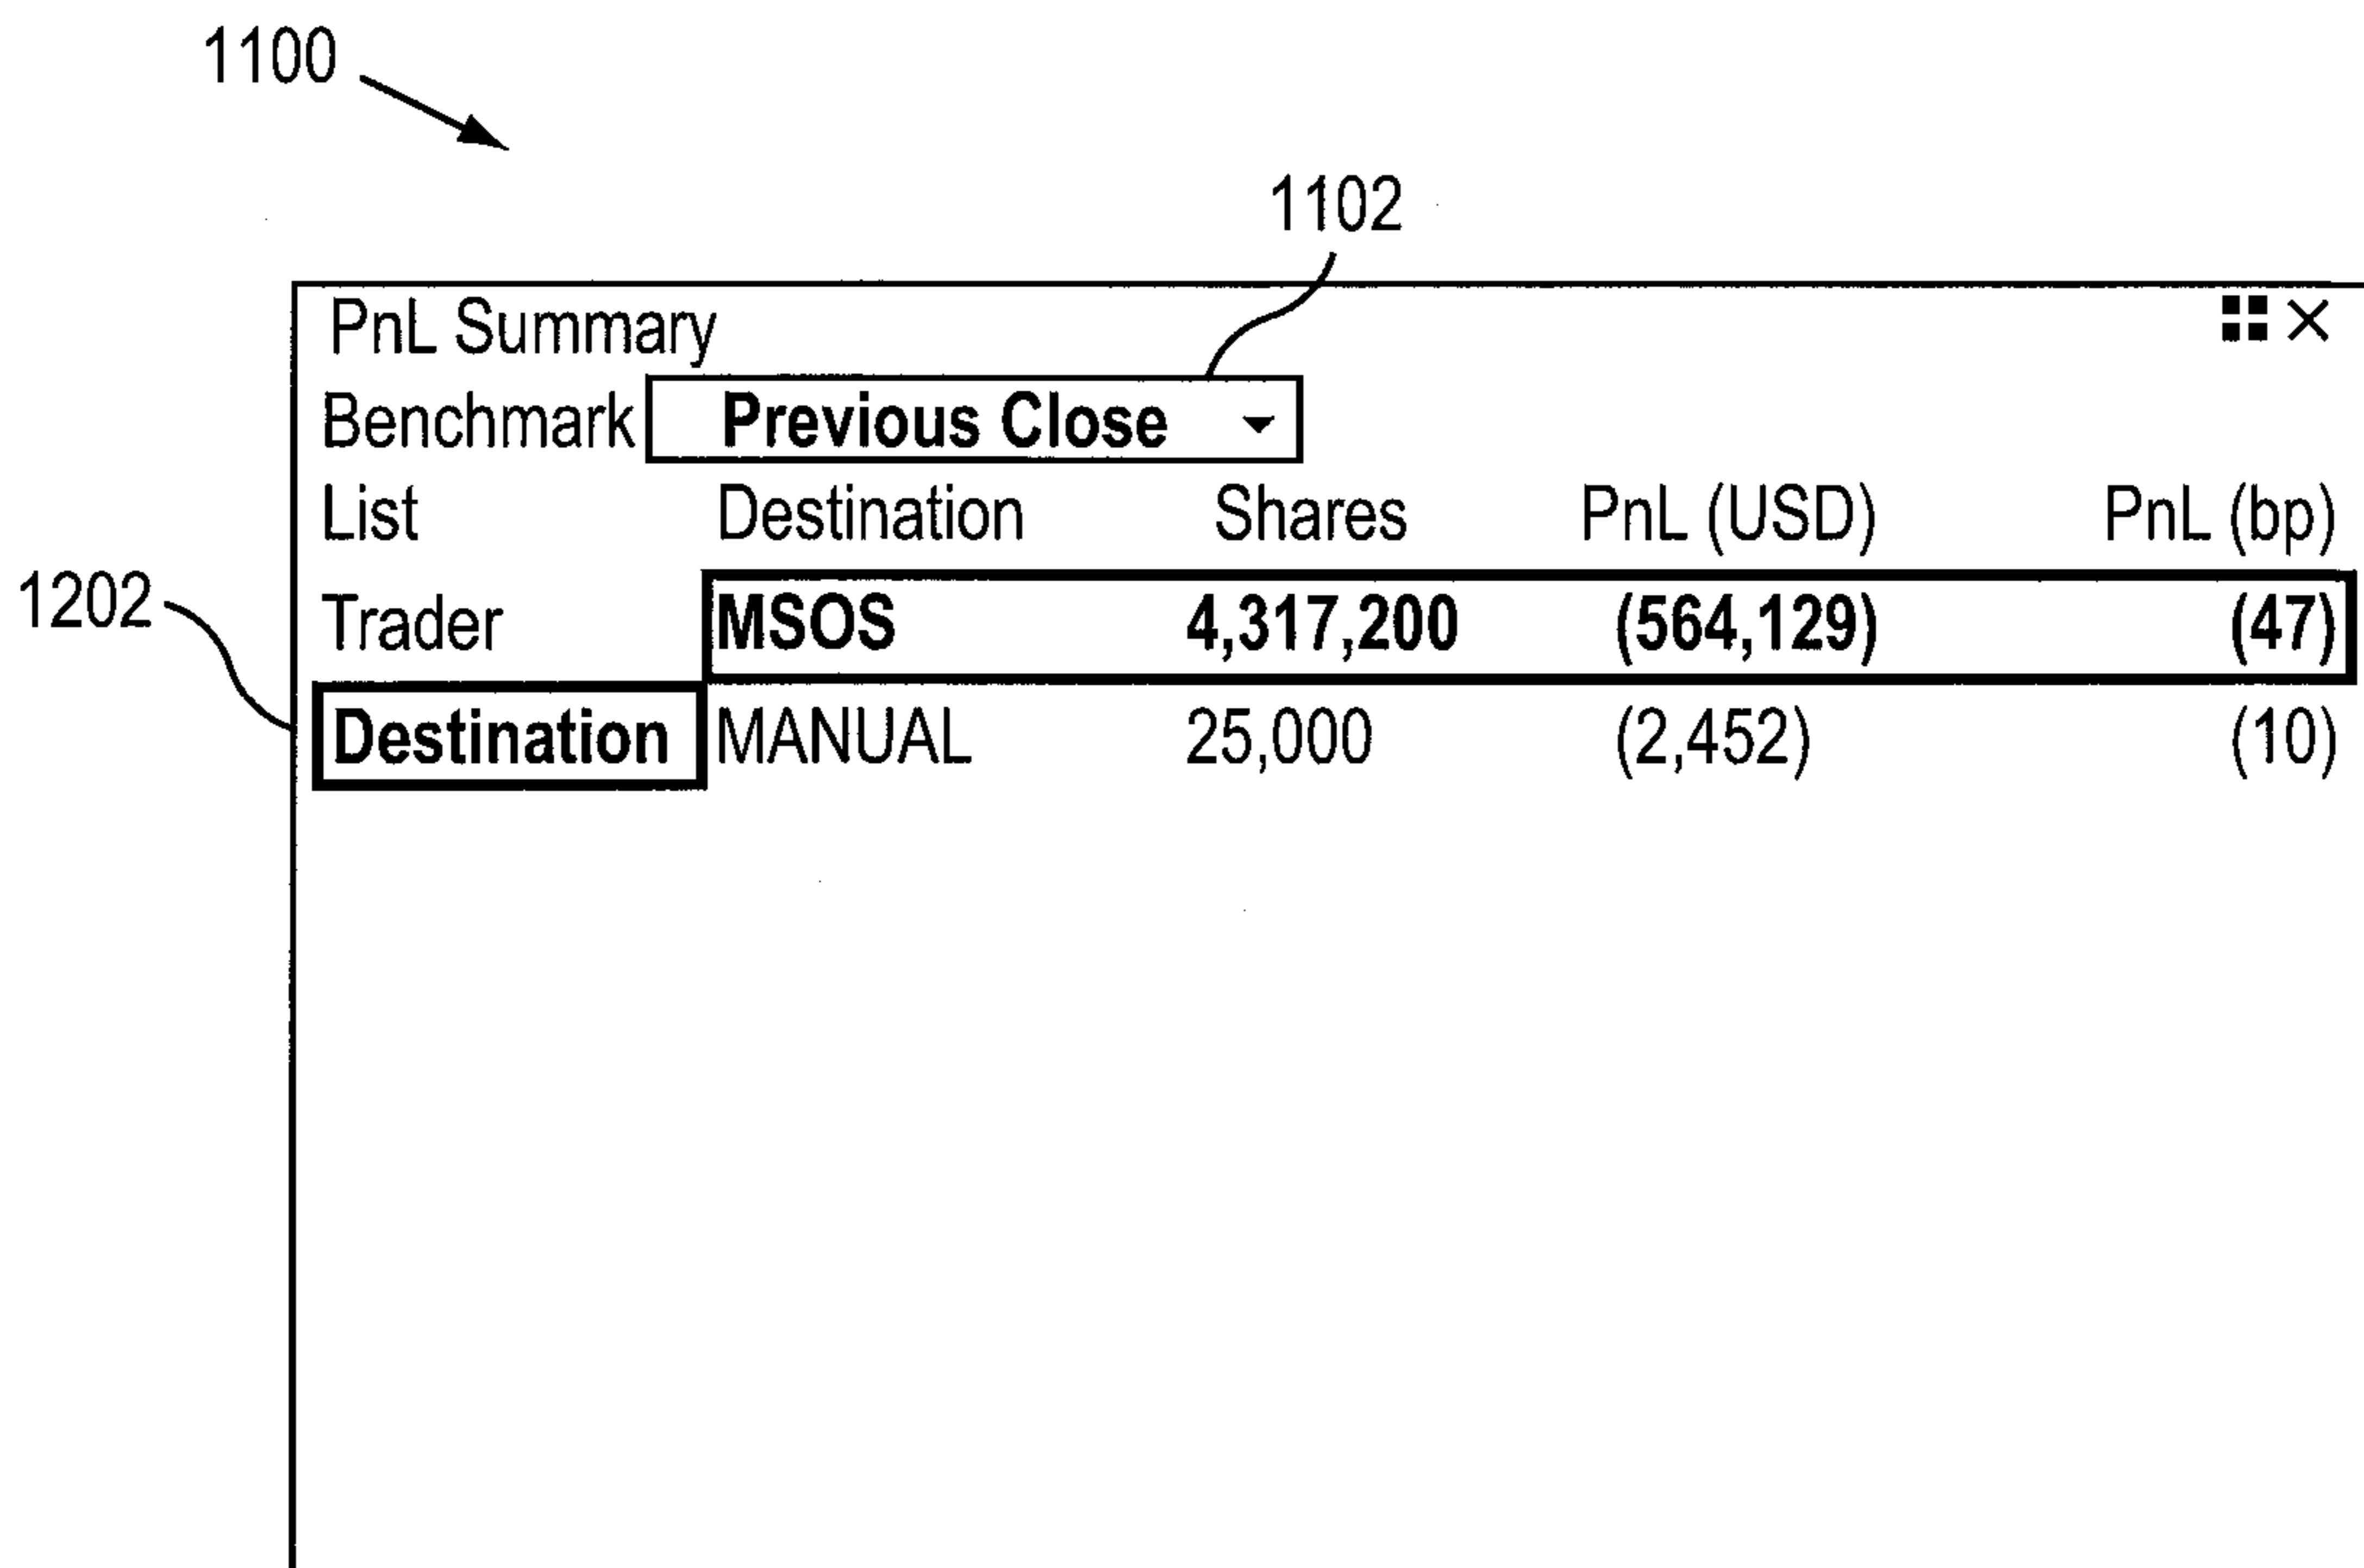 1100
1102
PnL Summary
Benchmark Previous Close
List Destination Shares PnL (USD) PnL (bp)
1202 Trader MSOS 4,317,200 (564,129) (47)
Destination MANUAL 25,000 (2,452) (10)